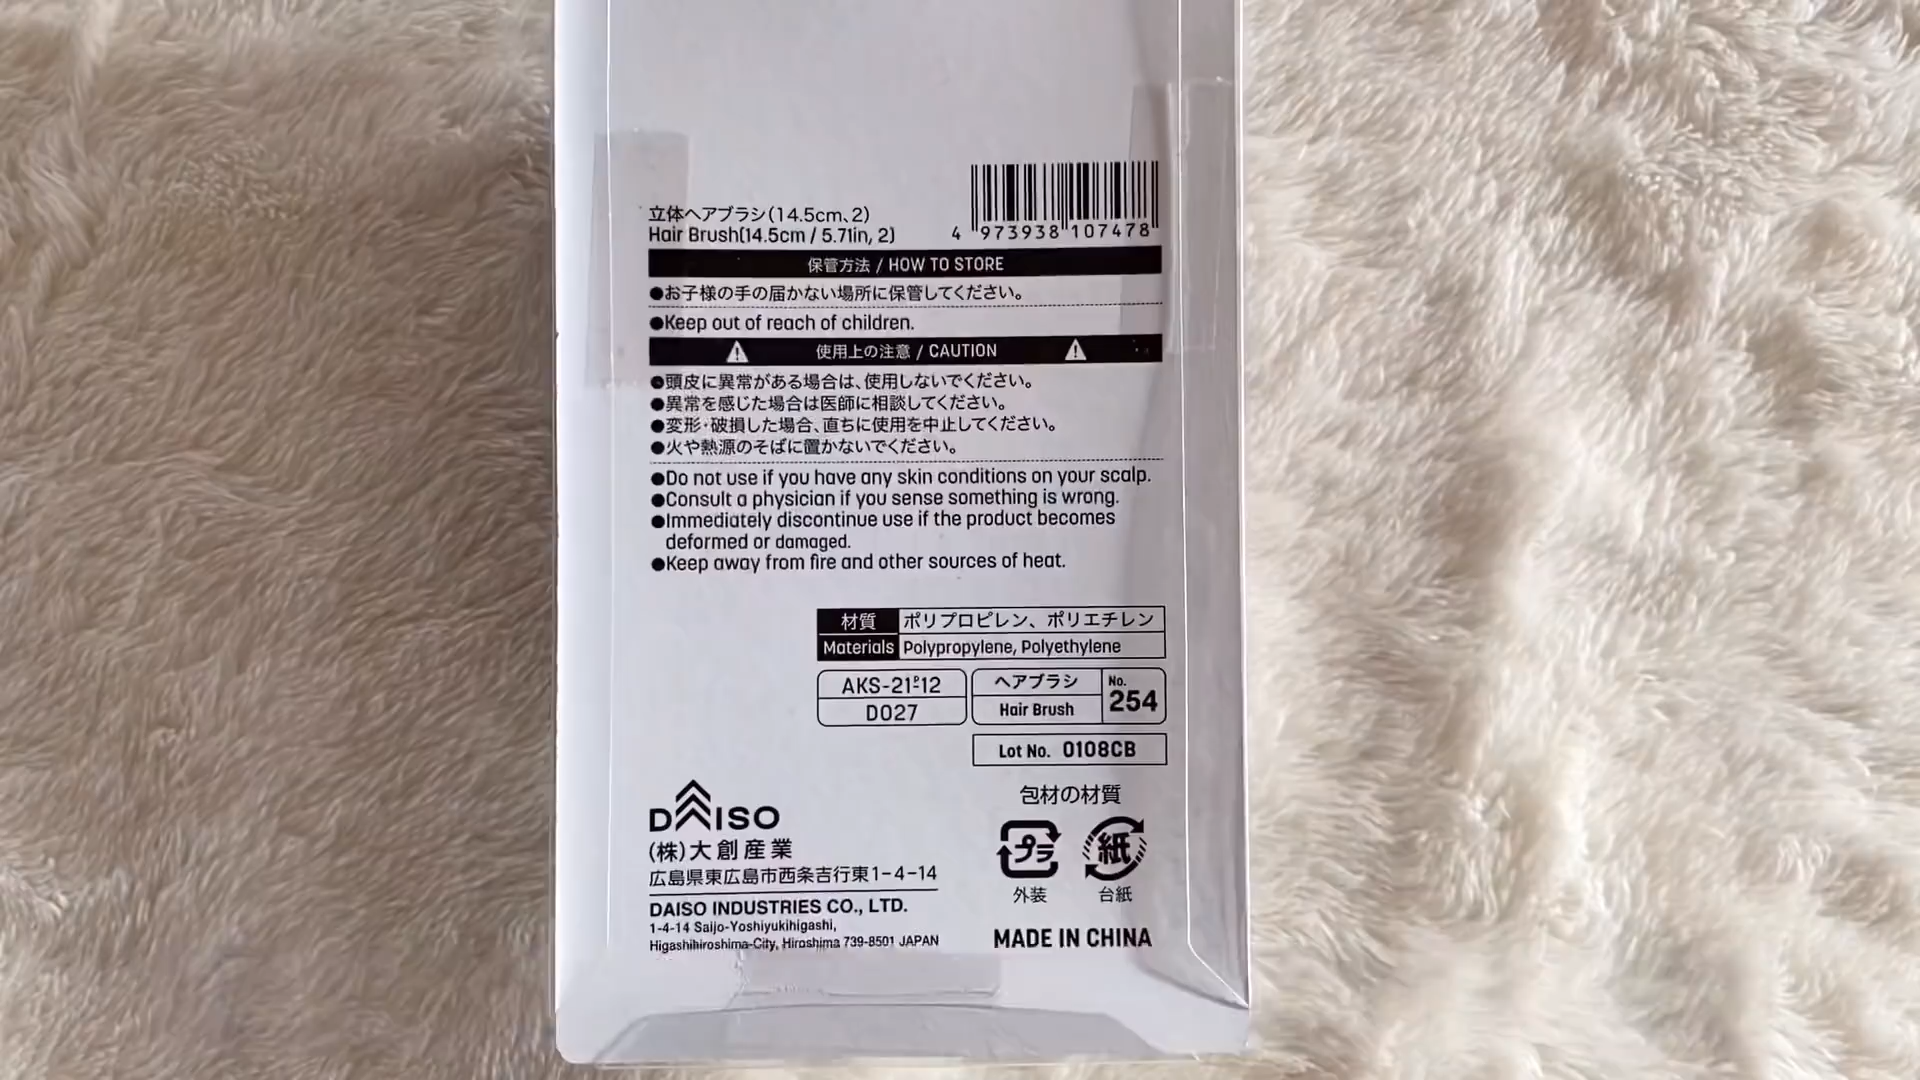 立体ヘアブラシ(14.5cm、2)
Hair Brush(14.5cm / 5.71in, 2)
4 973938 107478
保管方法 / HOW TO STORE
●お子様の手の届かない場所に保管してください。
●Keep out of reach of children.
使用上の注意 / CAUTION
●頭皮に異常がある場合は、使用しないでください。
●異常を感じた場合は医師に相談してください。
●変形・破損した場合、直ちに使用を中止してください。
●火や熱源のそばに置かないでください。
●Do not use if you have any skin conditions on your scalp.
●Consult a physician if you sense something is wrong.
●Immediately discontinue use if the product becomes
deformed or damaged.
●Keep away from fire and other sources of heat.
材質 ポリプロピレン、ポリエチレン
Materials Polypropylene, Polyethylene
AKS-21 12
D027
ヘアブラシ
Hair Brush
No.
254
Lot No. 0108CB
DAISO
(株)大創産業
広島県東広島市西条吉行東1-4-14
DAISO INDUSTRIES CO., LTD.
1-4-14 Saijo-Yoshiyukihigashi,
Higashihiroshima-City, Hiroshima 739-8501 JAPAN
包材の材質
プラ 紙
外装 台紙
MADE IN CHINA